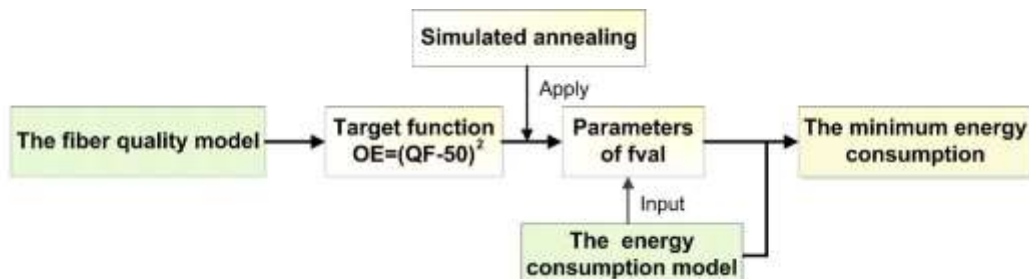 Simulated annealing
Apply
The fiber quality model
Target function
OE=(QF-50)²
Parameters
of fval
The minimum energy
consumption
Input
The energy
consumption model